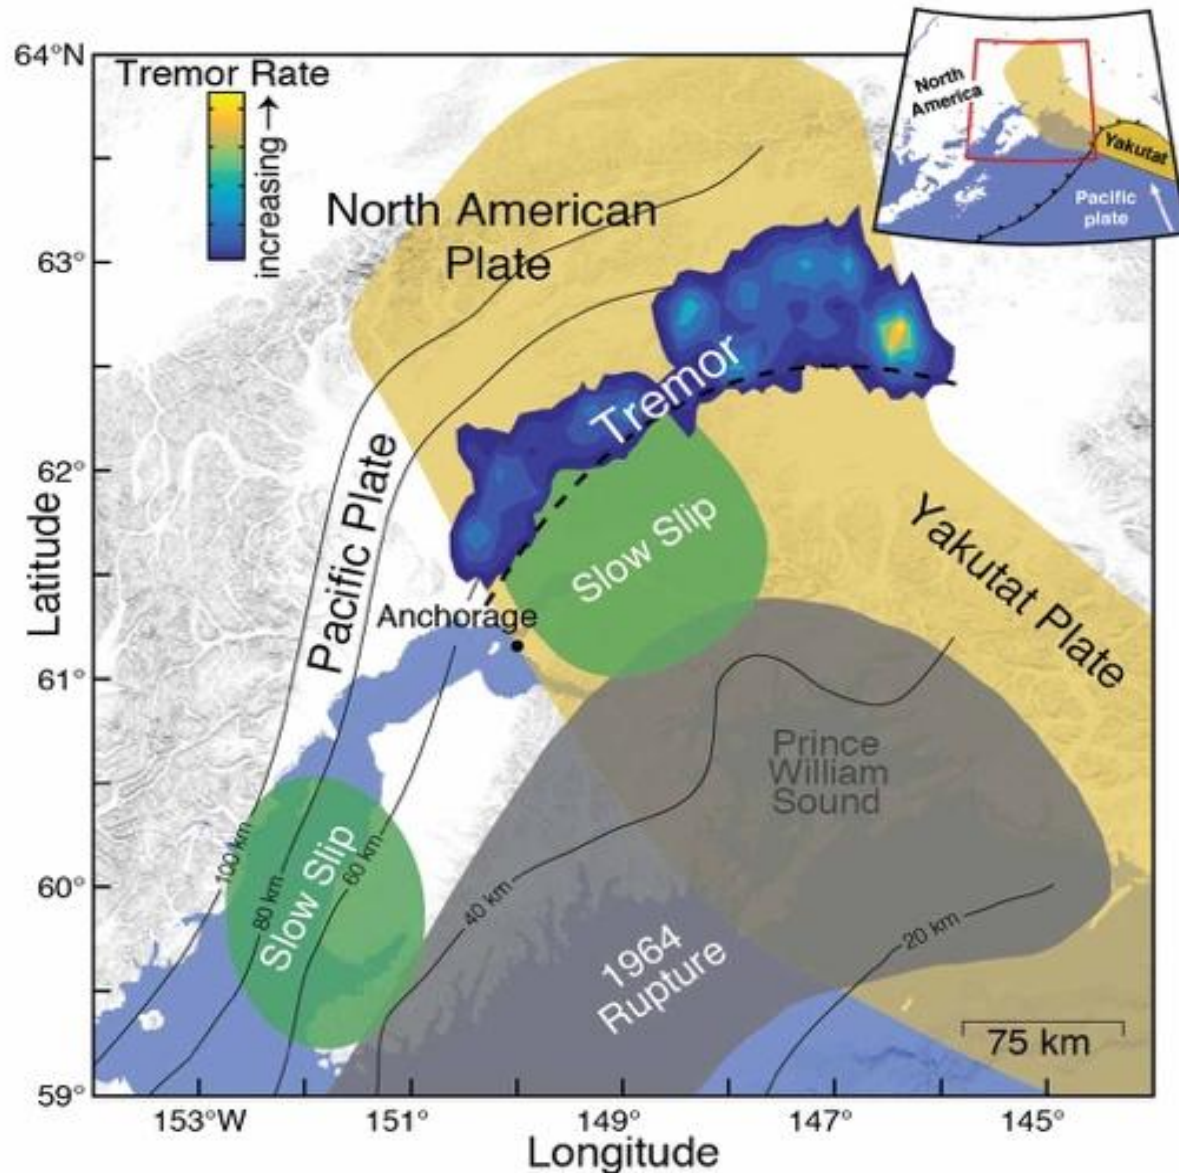 64°N
Tremor Rate
increasing →
North
America
Yakutat
Pacific
plate
North American
Plate
63°
Tremor
62°
Pacific Plate
Slow Slip
Yakutat Plate
Latitude
Anchorage
61°
Prince
William
Sound
100 km
80 km
60 km
Slow Slip
60°
40 km
20 km
1964
Rupture
75 km
59°
153°W
151°
149°
147°
145°
Longitude